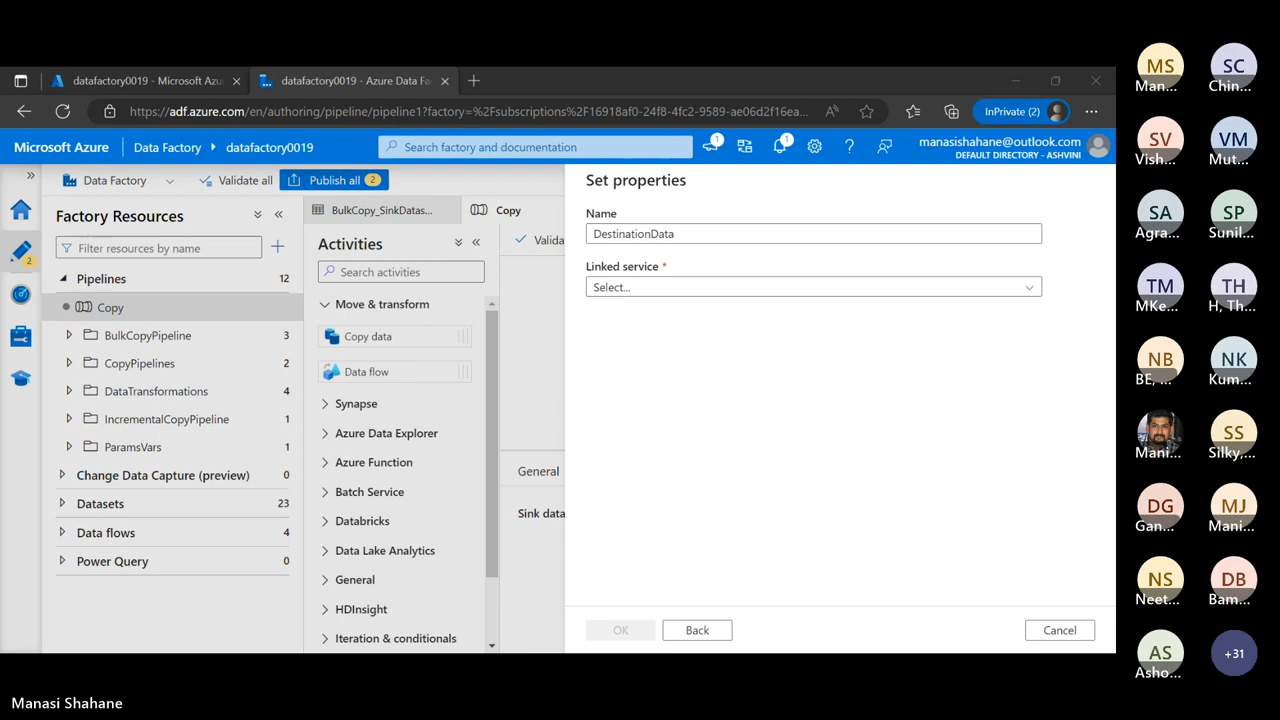 datafactory0019 - Microsoft Azu
datafactory0019 - Azure Data Fa
https://adf.azure.com/en/authoring/pipeline/pipeline1?factory=%2Fsubscriptions%2F16918af0-24f8-4fc2-9589-ae06d2f16ea...
InPrivate (2)
Microsoft Azure
Data Factory
datafactory0019
Search factory and documentation
1
1
manasishahane@outlook.com
DEFAULT DIRECTORY - ASHVINI
Data Factory
Validate all
Publish all 2
2
Factory Resources
Filter resources by name
Pipelines 12
Copy
BulkCopyPipeline 3
CopyPipelines 2
DataTransformations 4
IncrementalCopyPipeline 1
ParamsVars 1
Change Data Capture (preview) 0
Datasets 23
Data flows 4
Power Query 0
BulkCopy_SinkDatas...
Copy
Activities
Search activities
Move & transform
Copy data
Data flow
Synapse
Azure Data Explorer
Azure Function
Batch Service
Databricks
Data Lake Analytics
General
HDInsight
Iteration & conditionals
Valida
General
Sink data
Set properties
Name
DestinationData
Linked service *
Select...
OK
Back
Cancel
MS
Man...
SC
Chin...
SV
Vish...
VM
Mut...
SA
Agra...
SP
Sunil...
TM
MKe...
TH
H, Th...
NB
BE, ...
NK
Kum...
Mani...
SS
Silky,...
DG
Gan...
MJ
Mani...
NS
Neet...
DB
Bam...
AS
Asho...
+31
Manasi Shahane